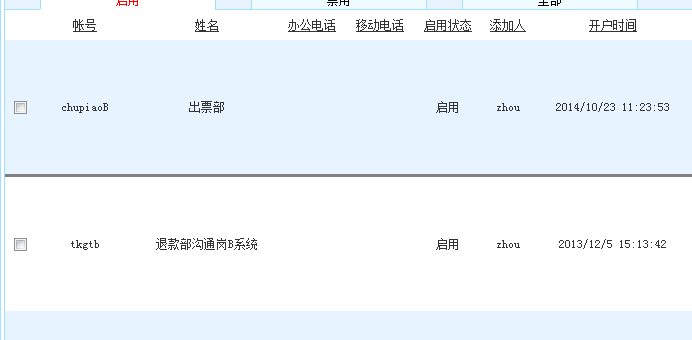 启用 禁用 全部
帐号 姓名 办公电话 移动电话 启用状态 添加人 开户时间
chupiaoB 出票部 启用 zhou 2014/10/23 11:23:53
tkgtb 退款部沟通岗B系统 启用 zhou 2013/12/5 15:13:42